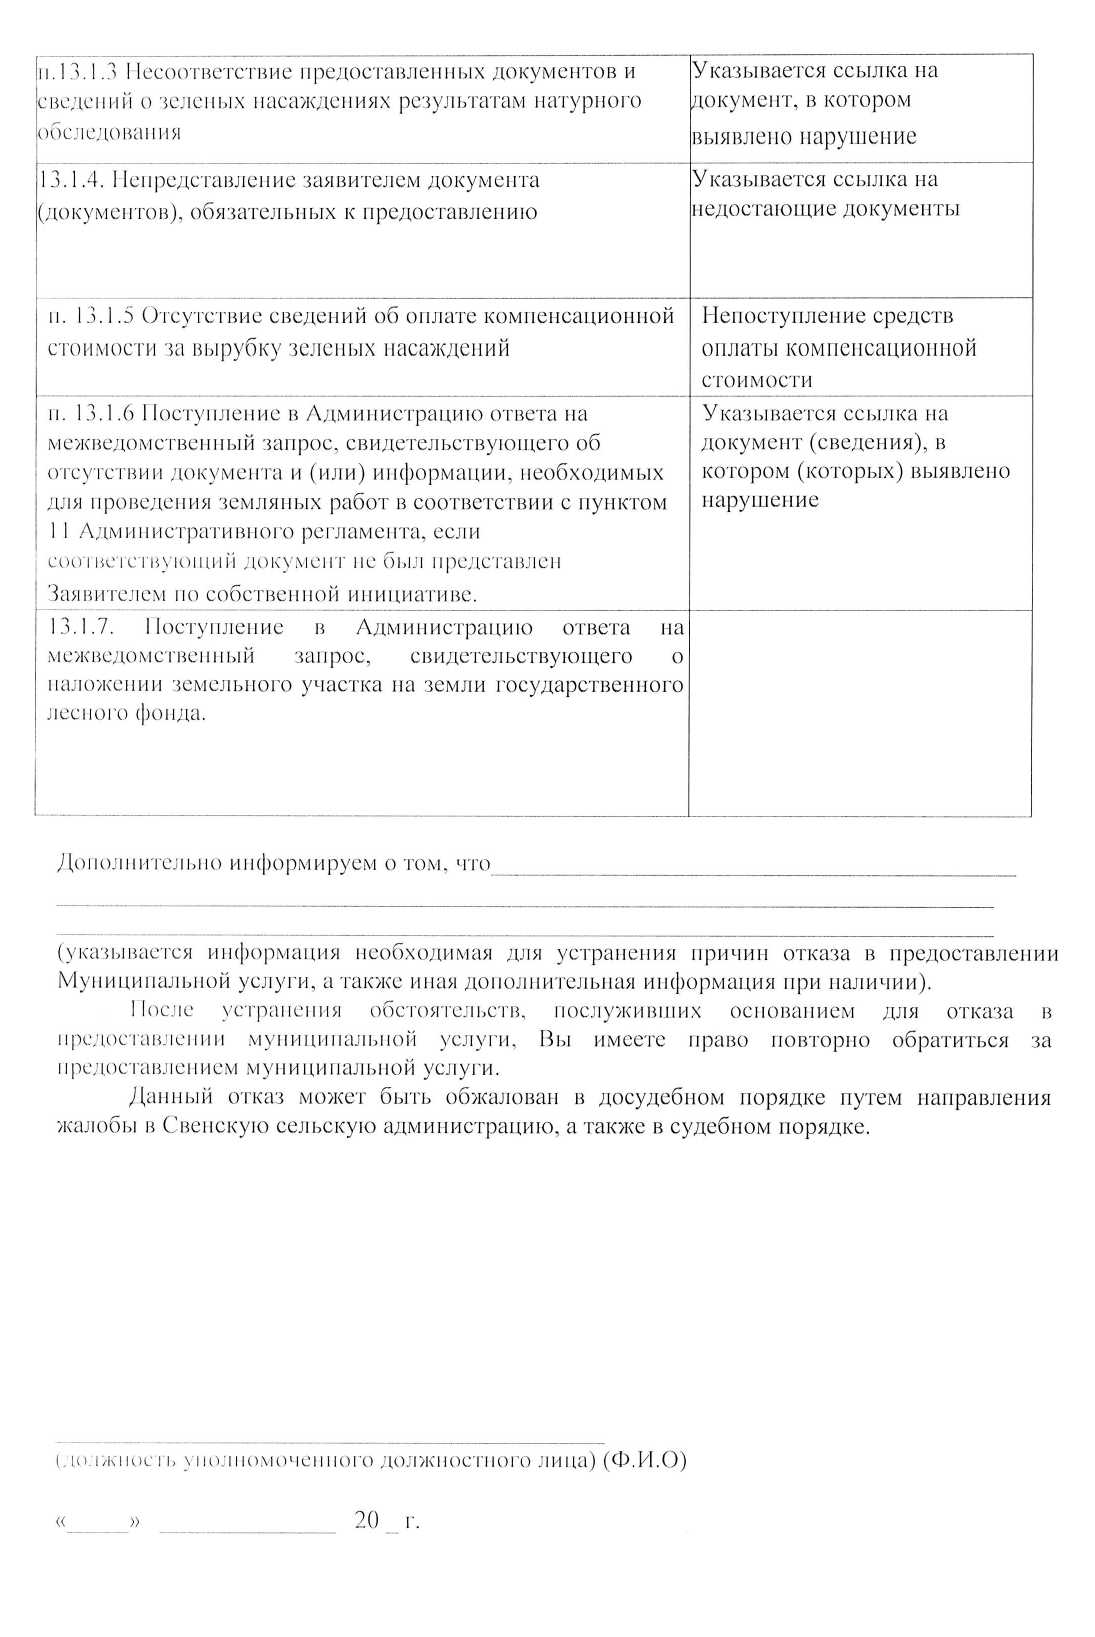 п.13.1.3 Несоответствие предоставленных документов и
сведений о зеленых насаждениях результатам натурного
обследования
Указывается ссылка на
документ, в котором
выявлено нарушение
13.1.4. Непредставление заявителем документа
(документов), обязательных к предоставлению
Указывается ссылка на
недостающие документы
п. 13.1.5 Отсутствие сведений об оплате компенсационной
стоимости за вырубку зеленых насаждений
Непоступление средств
оплаты компенсационной
стоимости
п. 13.1.6 Поступление в Администрацию ответа на
межведомственный запрос, свидетельствующего об
отсутствии документа и (или) информации, необходимых
для проведения земляных работ в соответствии с пунктом
11 Административного регламента, если
соответствующий документ не был представлен
Заявителем по собственной инициативе.
Указывается ссылка на
документ (сведения), в
котором (которых) выявлено
нарушение
13.1.7. Поступление в Администрацию ответа на
межведомственный запрос, свидетельствующего о
наложении земельного участка на земли государственного
лесного фонда.
Дополнительно информируем о том, что____________
(указывается информация необходимая для устранения причин отказа в предоставлении
Муниципальной услуги, а также иная дополнительная информация при наличии).
После устранения обстоятельств, послуживших основанием для отказа в
предоставлении муниципальной услуги, Вы имеете право повторно обратиться за
предоставлением муниципальной услуги.
Данный отказ может быть обжалован в досудебном порядке путем направления
жалобы в Свенскую сельскую администрацию, а также в судебном порядке.
(должность уполномоченного должностного лица) (Ф.И.О)
«_____» ______________ 20 _ г.